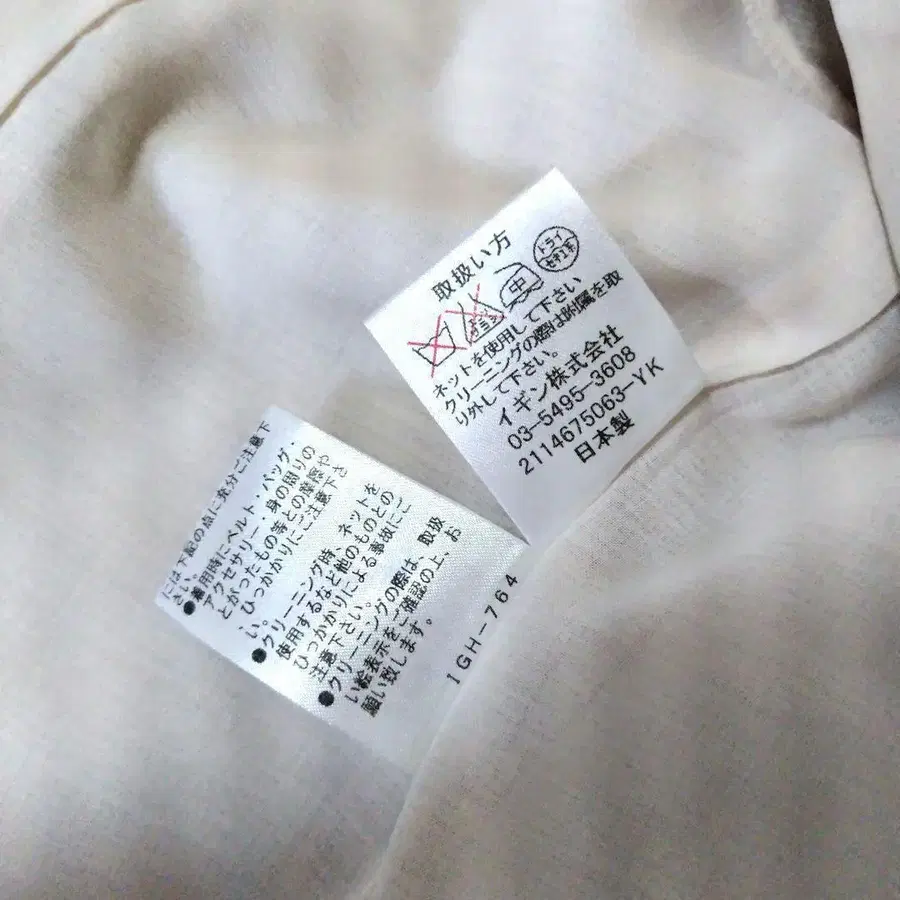 取扱い方
中
ドライ
セキユ系
ネットを使用して下さい
クリーニングの際は附属を取
り外して下さい。
イギン株式会社
03-5495-3608
2114675063-YK
日本製
には下記の点に充分ご注意下
さい。
●着用時にベルト・バッグ・
アクセサリー・身の周りの
とがったもの等との摩擦や
ひっかかりにご注意下さ
い。
●クリーニング時、ネットを
使用するなど他のものとの
ひっかかりによる事故にご
注意下さい。
●クリーニングの際は、取扱
い絵表示をご確認の上、お
願い致します。
1GH-764